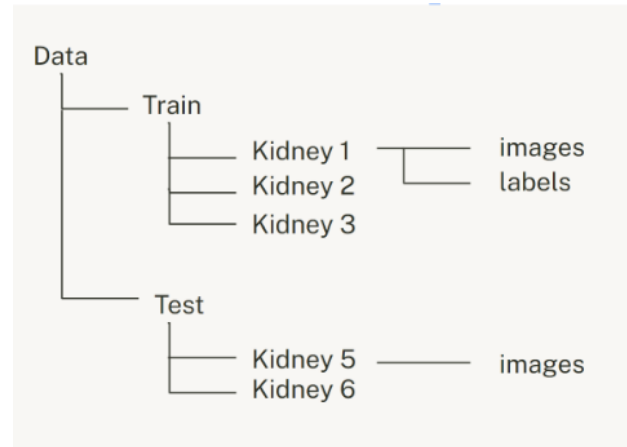 Data
Train
Kidney 1
images
Kidney 2
labels
Kidney 3
Test
Kidney 5
images
Kidney 6